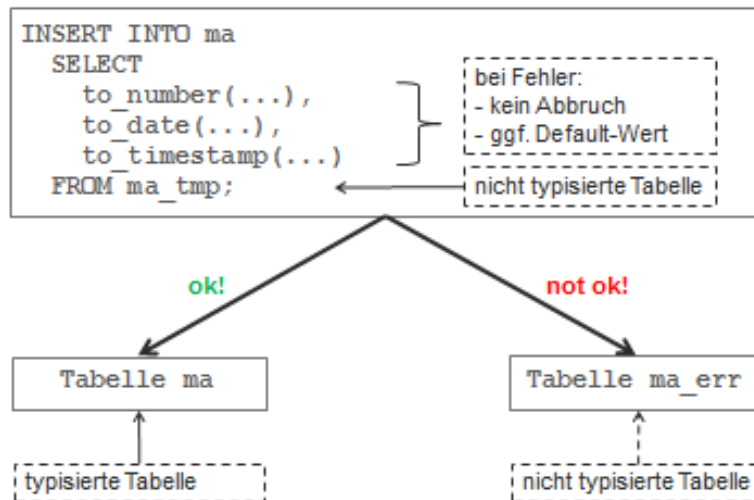 INSERT INTO ma
SELECT
to_number(...),
to_date(...),
to_timestamp(...)
FROM ma_tmp;
bei Fehler:
- kein Abbruch
- ggf. Default-Wert
nicht typisierte Tabelle
ok!
not ok!
Tabelle ma
Tabelle ma_err
typisierte Tabelle
nicht typisierte Tabelle